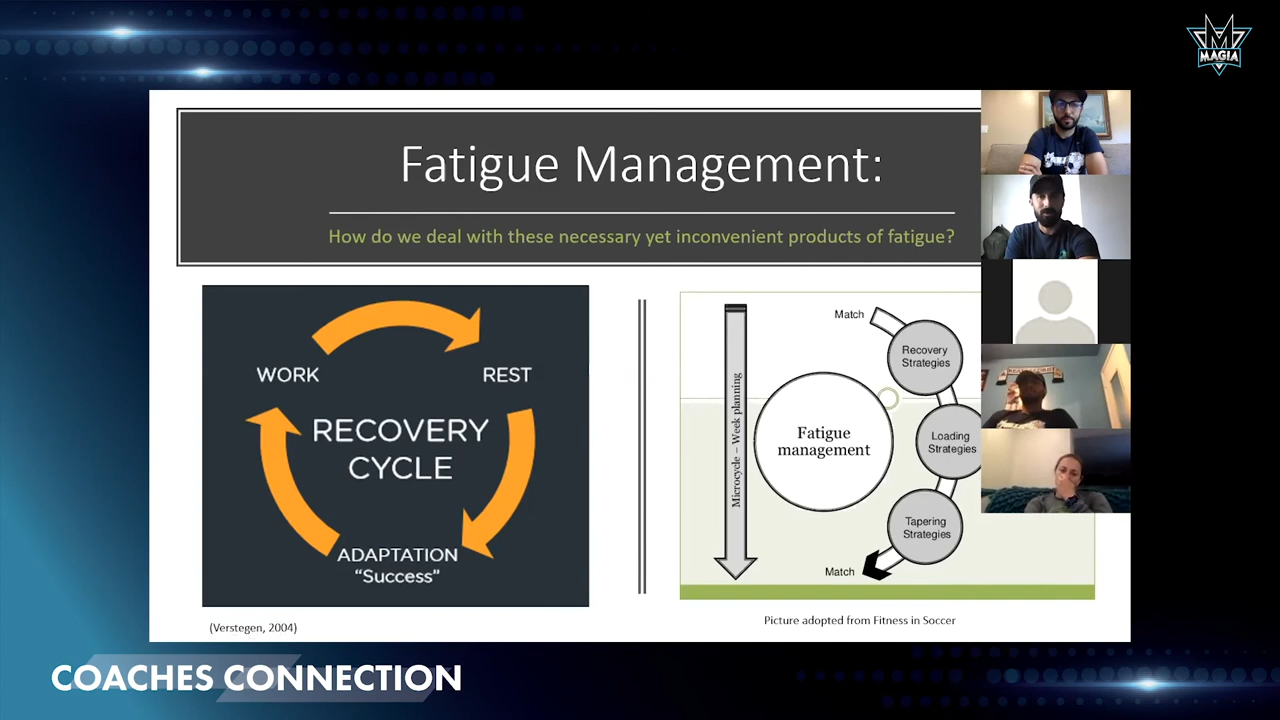 MAGIA
Fatigue Management:
How do we deal with these necessary yet inconvenient products of fatigue?
WORK
REST
RECOVERY
CYCLE
ADAPTATION
“Success”
(Verstegen, 2004)
Microcycle – Week planning
Match
Recovery
Strategies
Fatigue
management
Loading
Strategies
Tapering
Strategies
Match
Picture adopted from Fitness in Soccer
COACHES CONNECTION